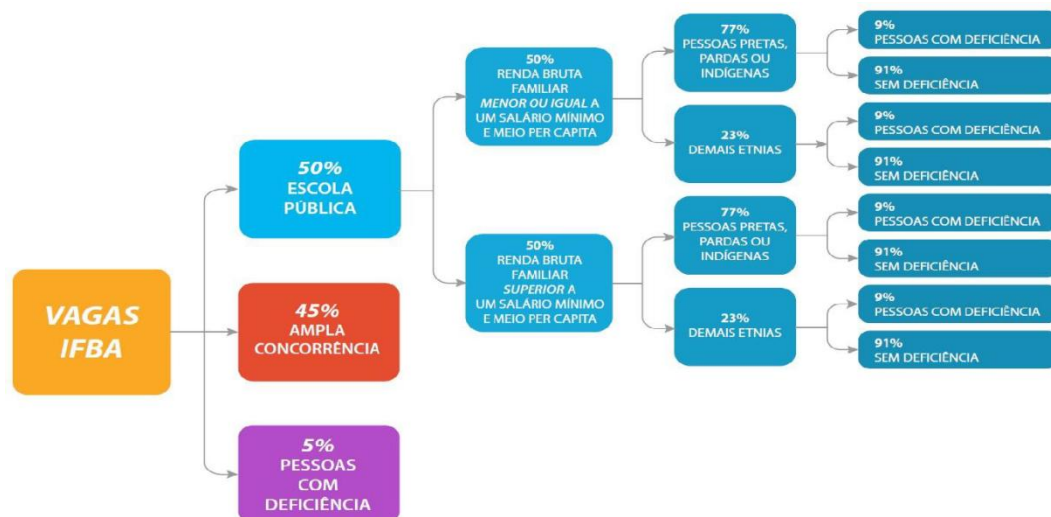 VAGAS
IFBA
50%
ESCOLA
PÚBLICA
45%
AMPLA
CONCORRÊNCIA
5%
PESSOAS
COM
DEFICIÊNCIA
50%
RENDA BRUTA
FAMILIAR
MENOR OU IGUAL A
UM SALÁRIO MÍNIMO
E MEIO PER CAPITA
50%
RENDA BRUTA
FAMILIAR
SUPERIOR A
UM SALÁRIO MÍNIMO
E MEIO PER CAPITA
77%
PESSOAS PRETAS,
PARDAS OU
INDÍGENAS
23%
DEMAIS ETNIAS
77%
PESSOAS PRETAS,
PARDAS OU
INDÍGENAS
23%
DEMAIS ETNIAS
9%
PESSOAS COM DEFICIÊNCIA
91%
SEM DEFICIÊNCIA
9%
PESSOAS COM DEFICIÊNCIA
91%
SEM DEFICIÊNCIA
9%
PESSOAS COM DEFICIÊNCIA
91%
SEM DEFICIÊNCIA
9%
PESSOAS COM DEFICIÊNCIA
91%
SEM DEFICIÊNCIA